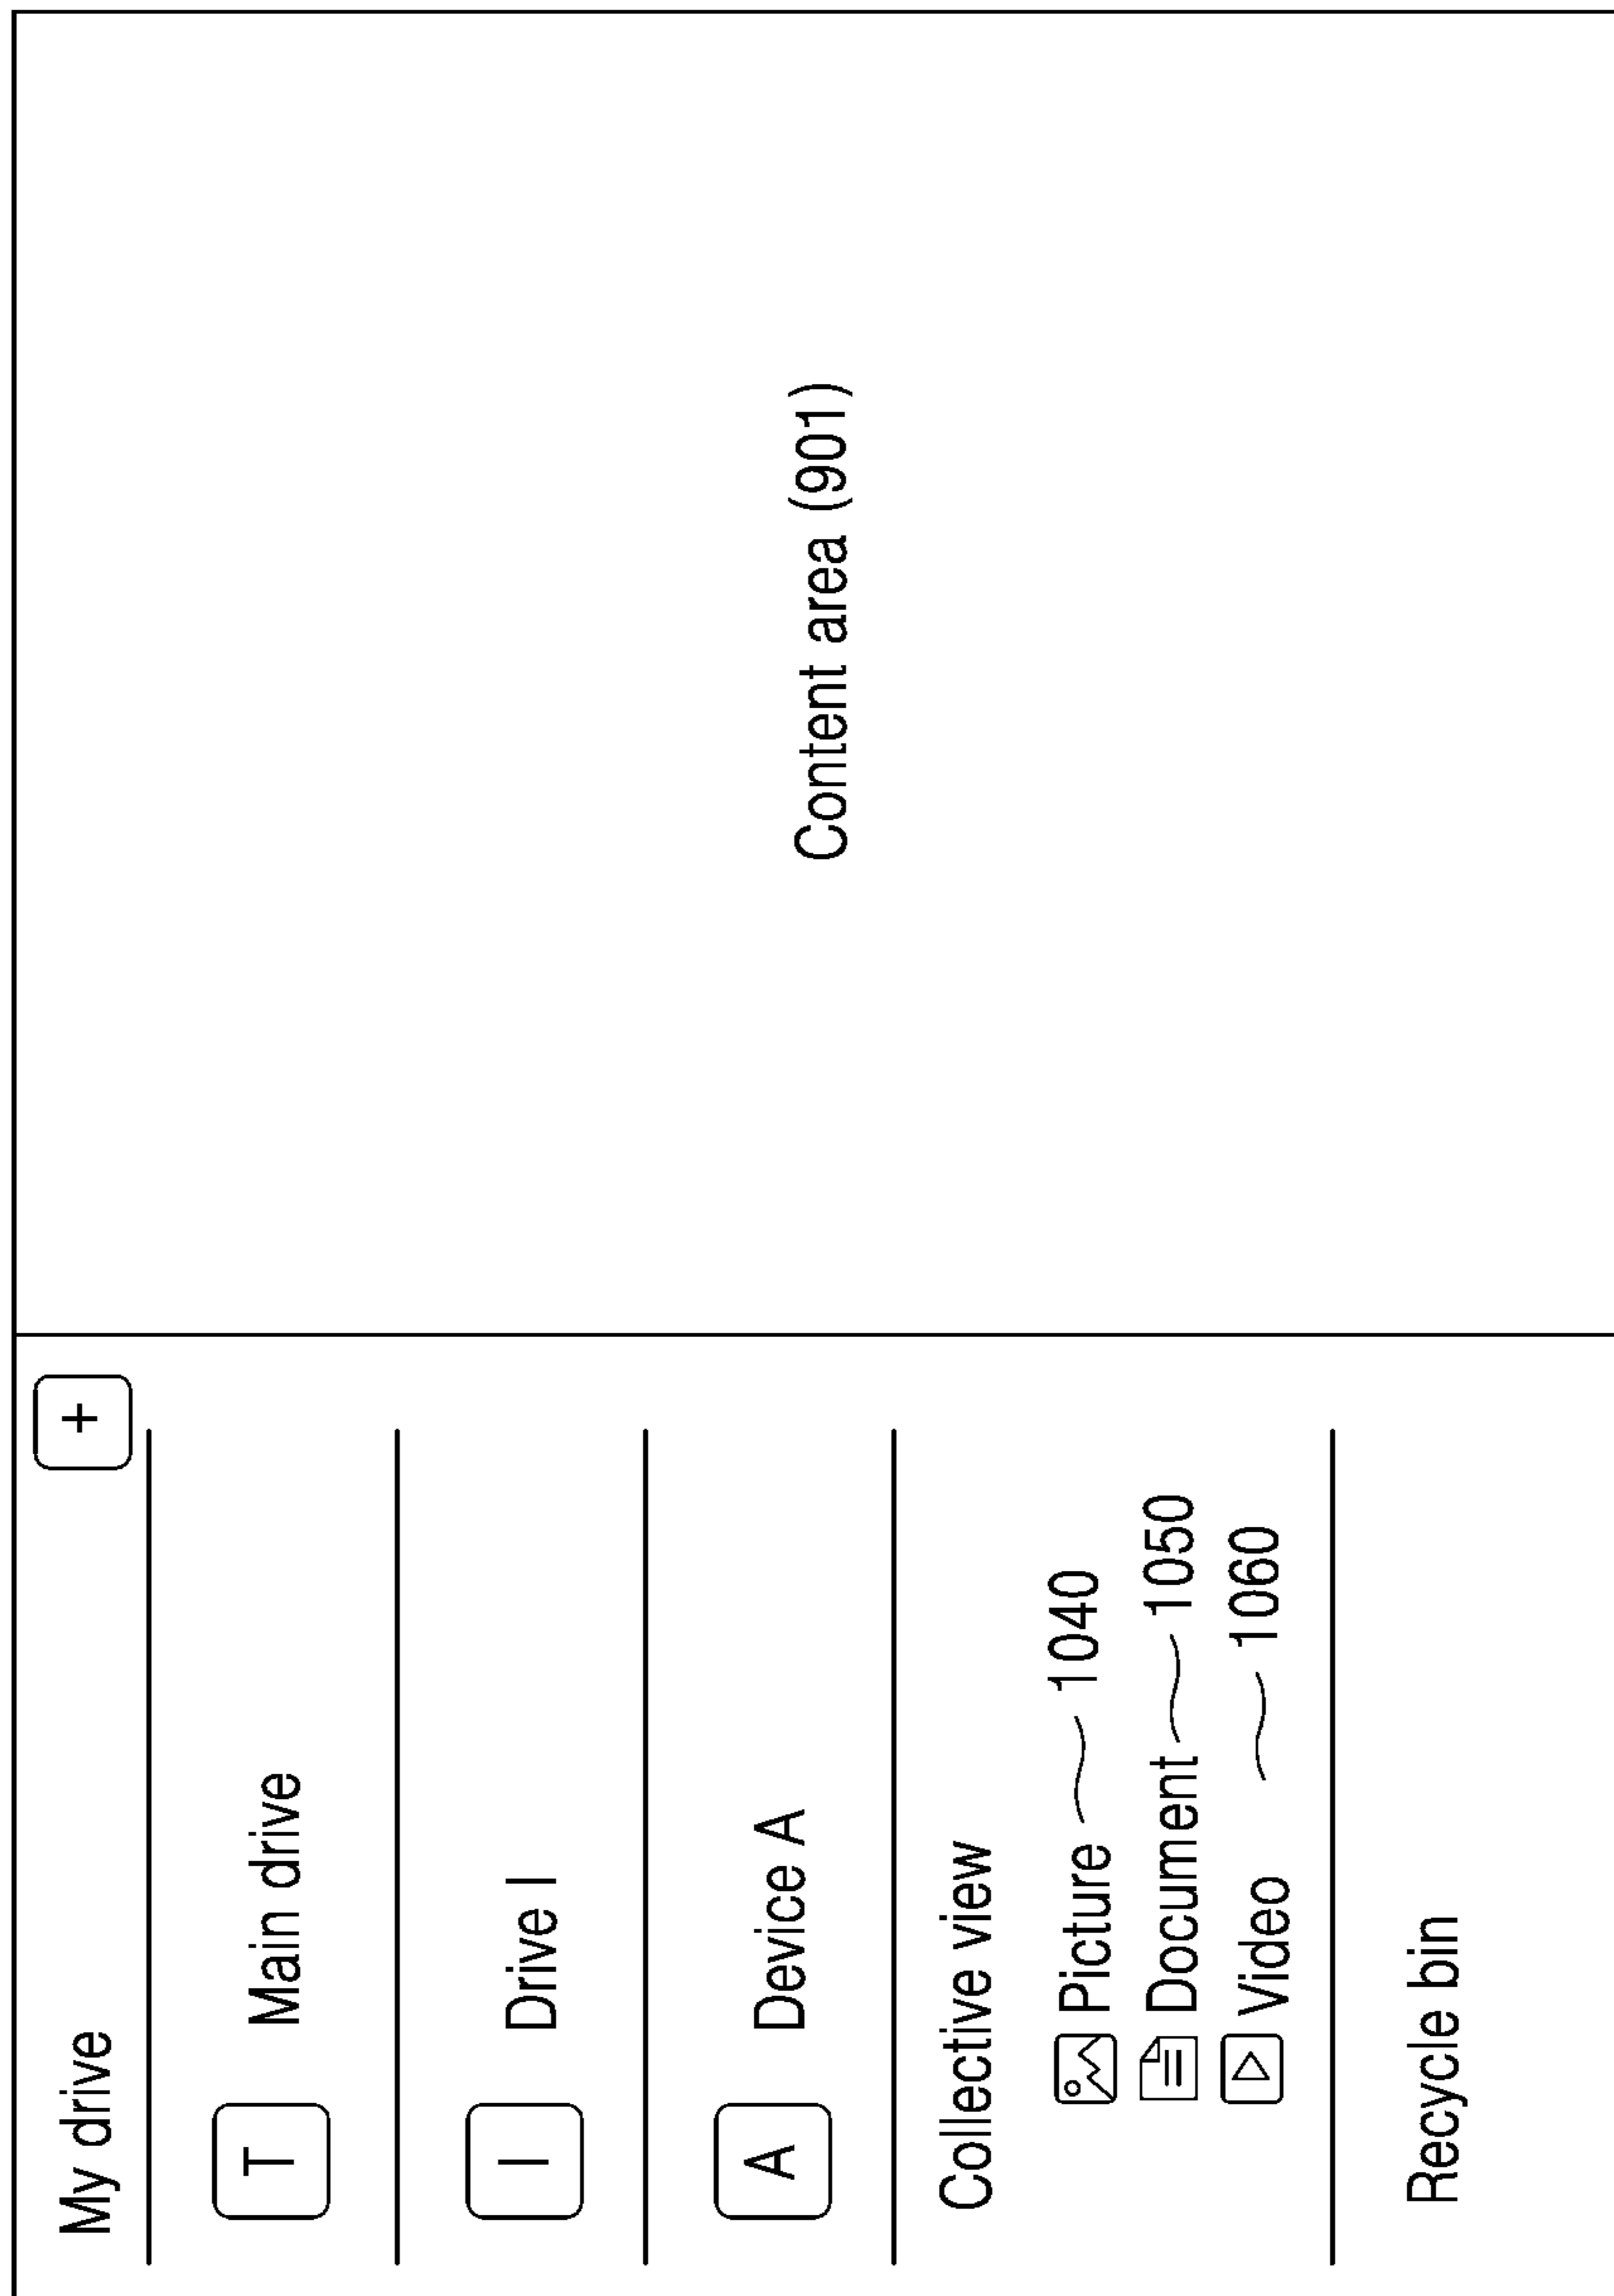 My drive +
T Main drive
I Drive I
A Device A
Collective view
Picture 1040
Document 1050
Video 1060
Recycle bin
Content area (901)